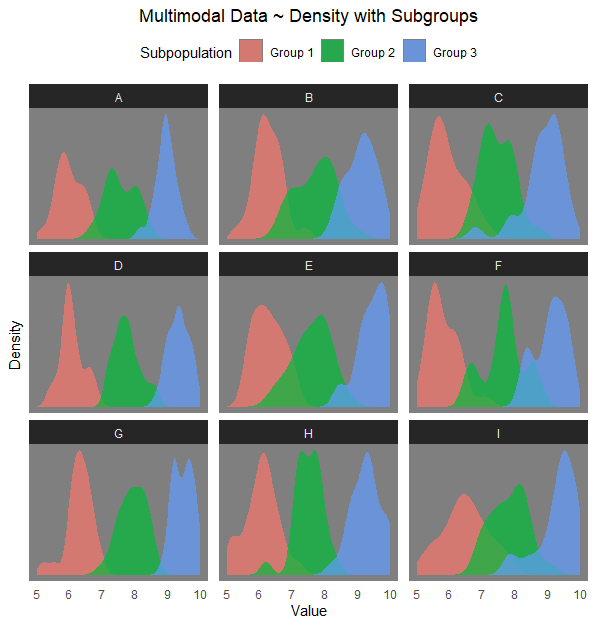 Multimodal Data ~ Density with Subgroups
Subpopulation Group 1 Group 2 Group 3
A B C
D E F
Density
G H I
5 6 7 8 9 10 5 6 7 8 9 10 5 6 7 8 9 10
Value